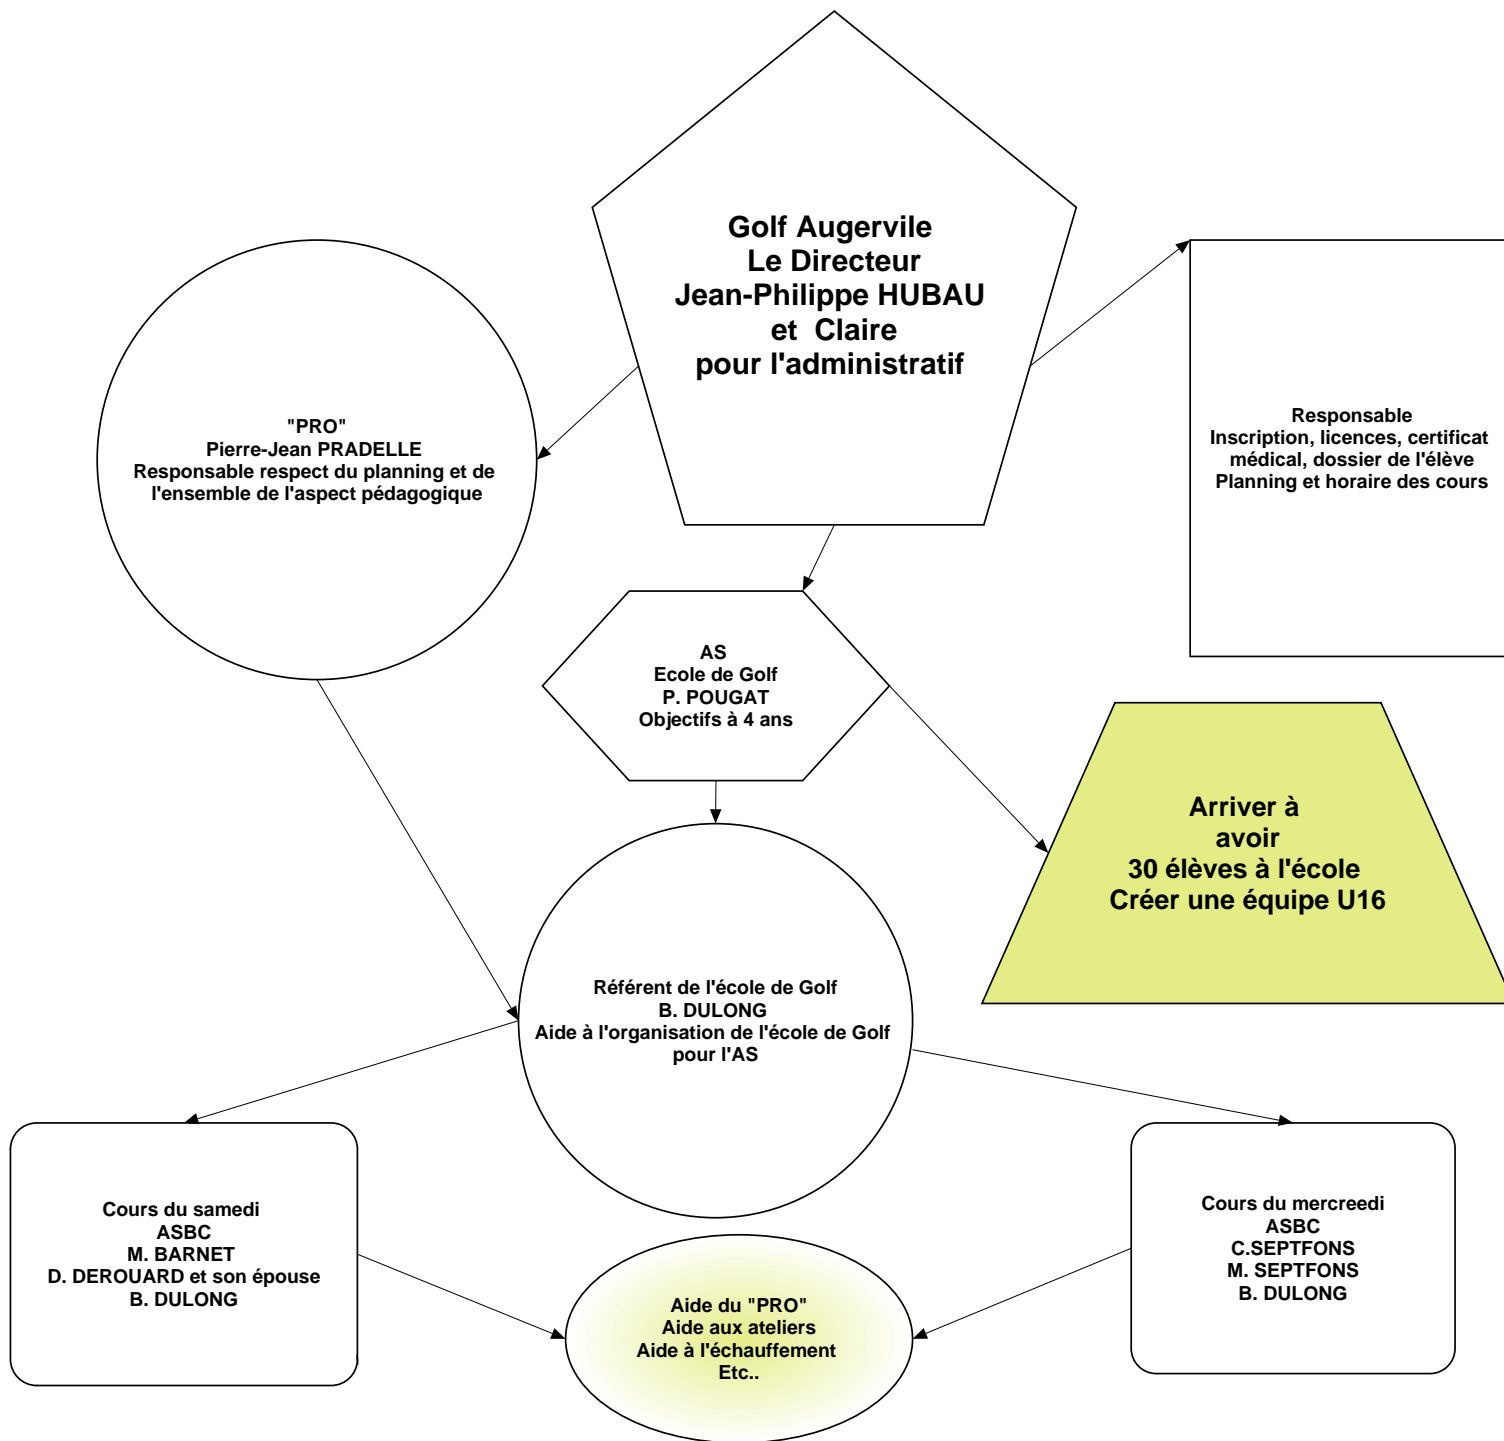 Golf Augervile
Le Directeur
Jean-Philippe HUBAU
et Claire
pour l'administratif
"PRO"
Pierre-Jean PRADELLE
Responsable respect du planning et de
l'ensemble de l'aspect pédagogique
Responsable
Inscription, licences, certificat
médical, dossier de l'élève
Planning et horaire des cours
AS
Ecole de Golf
P. POUGAT
Objectifs à 4 ans
Arriver à
avoir
30 élèves à l'école
Créer une équipe U16
Référent de l'école de Golf
B. DULONG
Aide à l'organisation de l'école de Golf
pour l'AS
Cours du samedi
ASBC
M. BARNET
D. DEROUARD et son épouse
B. DULONG
Cours du mercreedi
ASBC
C.SEPTFONS
M. SEPTFONS
B. DULONG
Aide du "PRO"
Aide aux ateliers
Aide à l'échauffement
Etc..